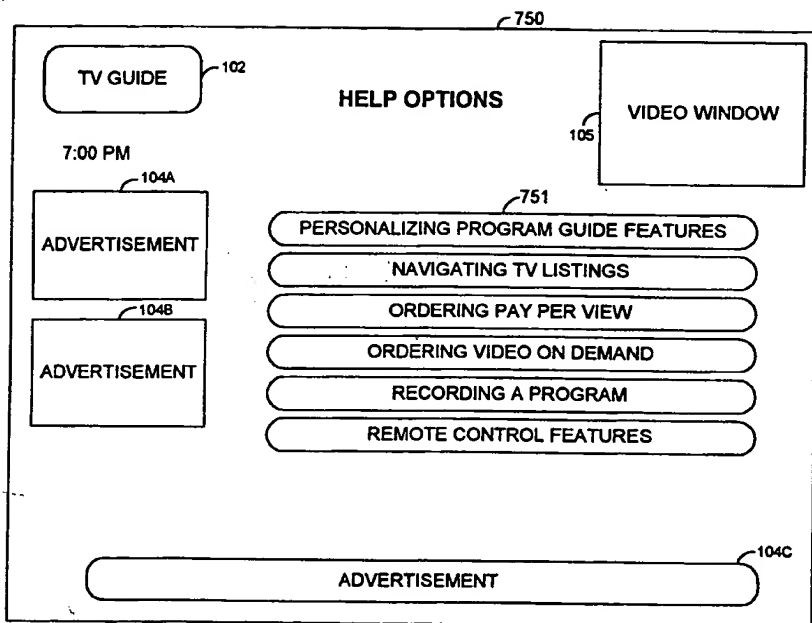 750
TV GUIDE
102
HELP OPTIONS
105
VIDEO WINDOW
7:00 PM
104A
ADVERTISEMENT
751
PERSONALIZING PROGRAM GUIDE FEATURES
NAVIGATING TV LISTINGS
104B
ORDERING PAY PER VIEW
ADVERTISEMENT
ORDERING VIDEO ON DEMAND
RECORDING A PROGRAM
REMOTE CONTROL FEATURES
104C
ADVERTISEMENT